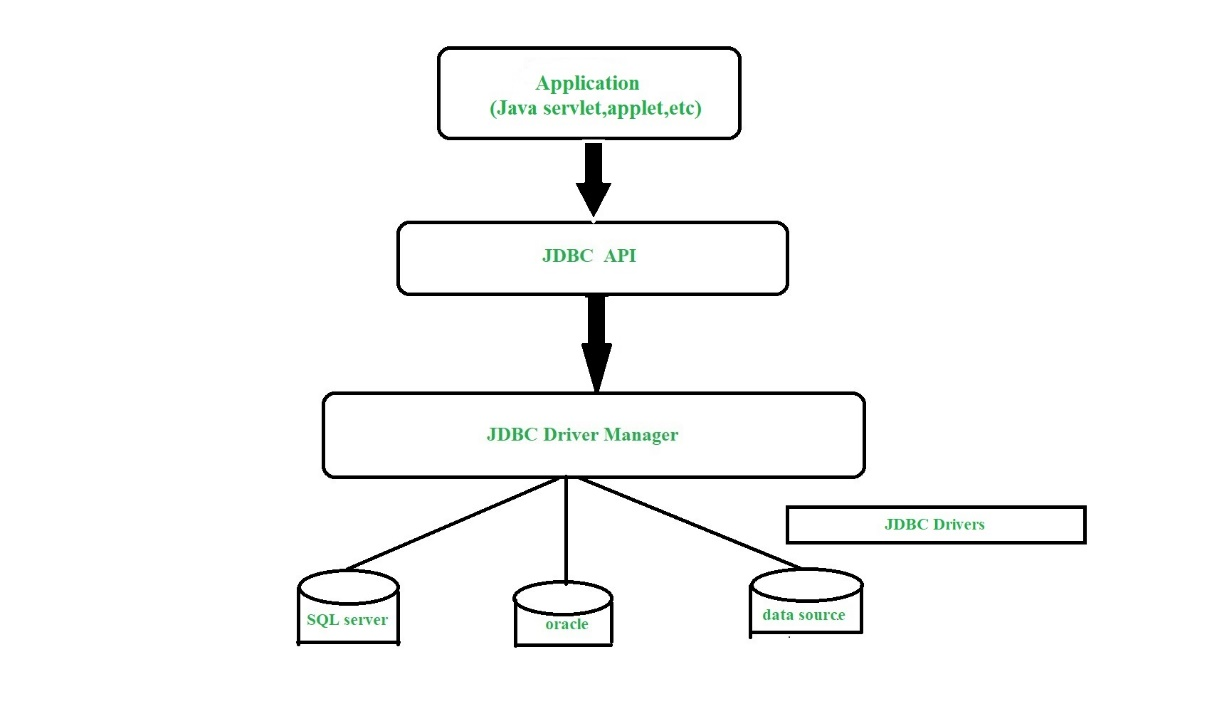 Application
(Java servlet,applet,etc)
JDBC  API
JDBC Driver Manager
JDBC Drivers
SQL server
oracle
data source